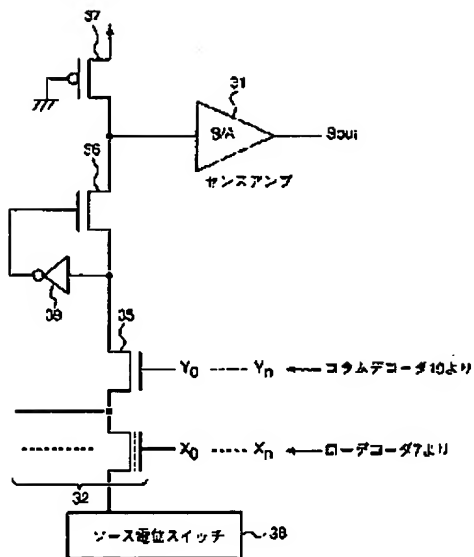 37
31
S/A
Sout
センスアンプ
36
39
35
Y₀ Yₙ コラムデコーダ10より
X₀ Xₙ ローデコーダ7より
32
ソース電位スイッチ
38